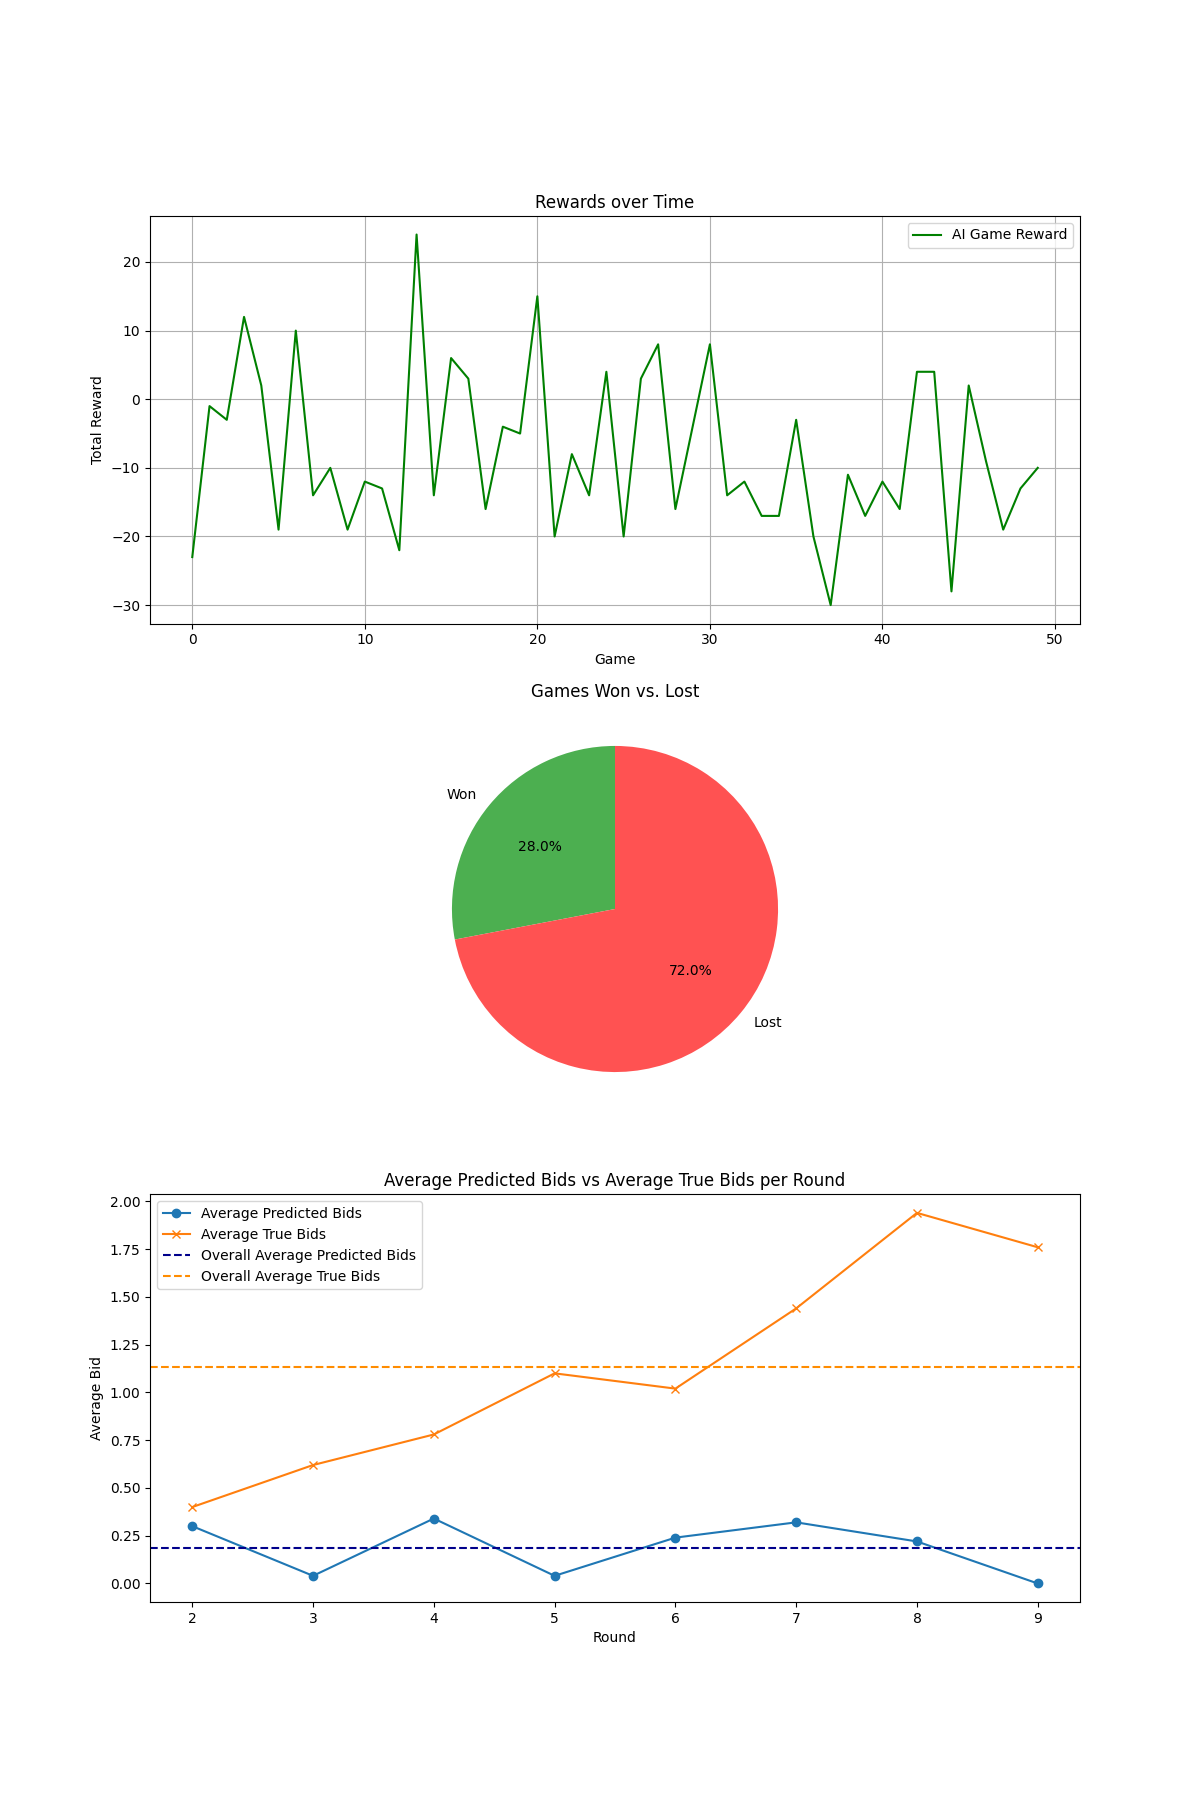 Rewards over Time
AI Game Reward
20
10
0
−10
−20
−30
Total Reward
0 10 20 30 40 50
Game
Games Won vs. Lost
Won
28.0%
72.0%
Lost
Average Predicted Bids vs Average True Bids per Round
Average Predicted Bids
Average True Bids
Overall Average Predicted Bids
Overall Average True Bids
2.00
1.75
1.50
1.25
1.00
0.75
0.50
0.25
0.00
Average Bid
2 3 4 5 6 7 8 9
Round